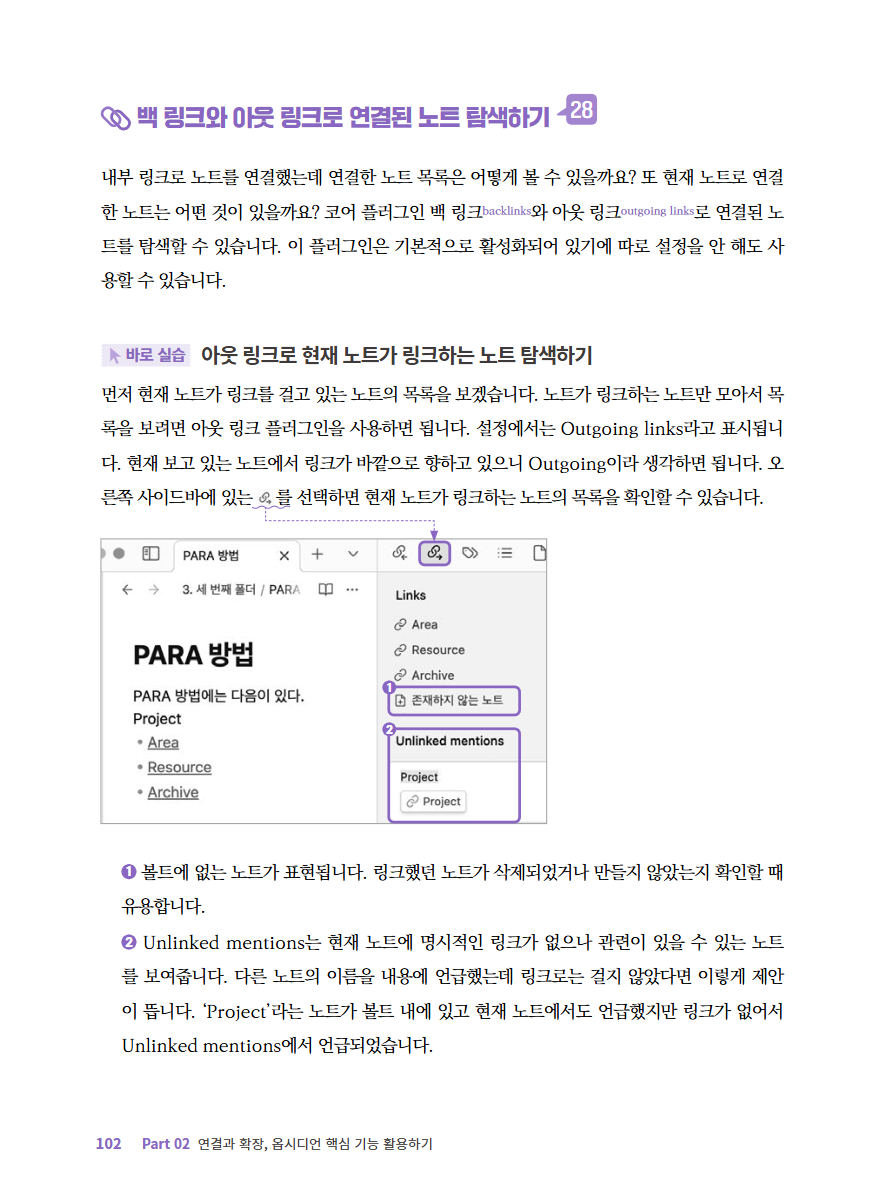 백 링크와 아웃 링크로 연결된 노트 탐색하기 28
내부 링크로 노트를 연결했는데 연결한 노트 목록은 어떻게 볼 수 있을까요? 또 현재 노트로 연결
한 노트는 어떤 것이 있을까요? 코어 플러그인 백 링크backlinks와 아웃 링크outgoing links로 연결된 노
트를 탐색할 수 있습니다. 이 플러그인은 기본적으로 활성화되어 있기에 따로 설정을 안 해도 사
용할 수 있습니다.
바로 실습 아웃 링크로 현재 노트가 링크하는 노트 탐색하기
먼저 현재 노트가 링크를 걸고 있는 노트의 목록을 보겠습니다. 노트가 링크하는 노트만 모아서 목
록을 보려면 아웃 링크 플러그인을 사용하면 됩니다. 설정에서는 Outgoing links라고 표시됩니
다. 현재 보고 있는 노트에서 링크가 바깥으로 향하고 있으니 Outgoing이라 생각하면 됩니다. 오
른쪽 사이드바에 있는 를 선택하면 현재 노트가 링크하는 노트의 목록을 확인할 수 있습니다.
PARA 방법
3. 세 번째 폴더 / PARA
PARA 방법
PARA 방법에는 다음이 있다.
Project
• Area
• Resource
• Archive
Links
Area
Resource
Archive
1 존재하지 않는 노트
2 Unlinked mentions
Project
Project
1 볼트에 없는 노트가 표현됩니다. 링크했던 노트가 삭제되었거나 만들지 않았는지 확인할 때
유용합니다.
2 Unlinked mentions는 현재 노트에 명시적인 링크가 없으나 관련이 있을 수 있는 노트
를 보여줍니다. 다른 노트의 이름을 내용에 언급했는데 링크로는 걸지 않았다면 이렇게 제안
이 뜹니다. ‘Project’라는 노트가 볼트 내에 있고 현재 노트에서도 언급했지만 링크가 없어서
Unlinked mentions에서 언급되었습니다.
102 Part 02 연결과 확장, 옵시디언 핵심 기능 활용하기